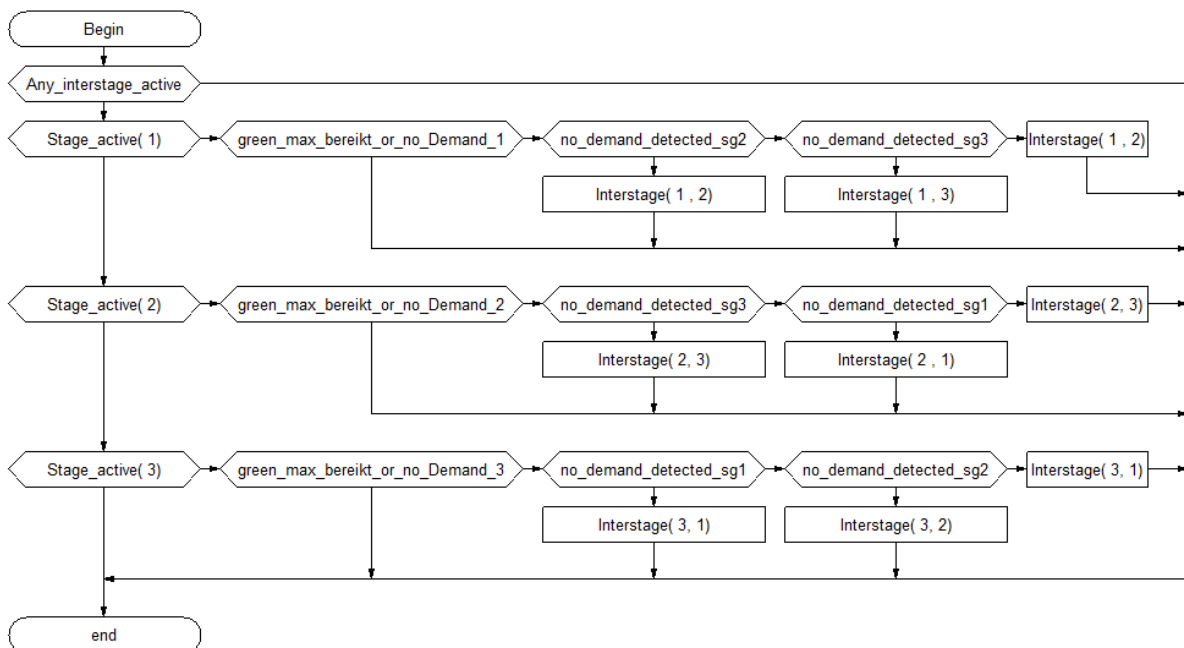 Begin
Any_interstage_active
Stage_active( 1)
green_max_bereikt_or_no_Demand_1
no_demand_detected_sg2
no_demand_detected_sg3
Interstage( 1 , 2)
Interstage( 1 , 2)
Interstage( 1 , 3)
Stage_active( 2)
green_max_bereikt_or_no_Demand_2
no_demand_detected_sg3
no_demand_detected_sg1
Interstage( 2, 3)
Interstage( 2, 3)
Interstage( 2 , 1)
Stage_active( 3)
green_max_bereikt_or_no_Demand_3
no_demand_detected_sg1
no_demand_detected_sg2
Interstage( 3, 1)
Interstage( 3, 1)
Interstage( 3, 2)
end